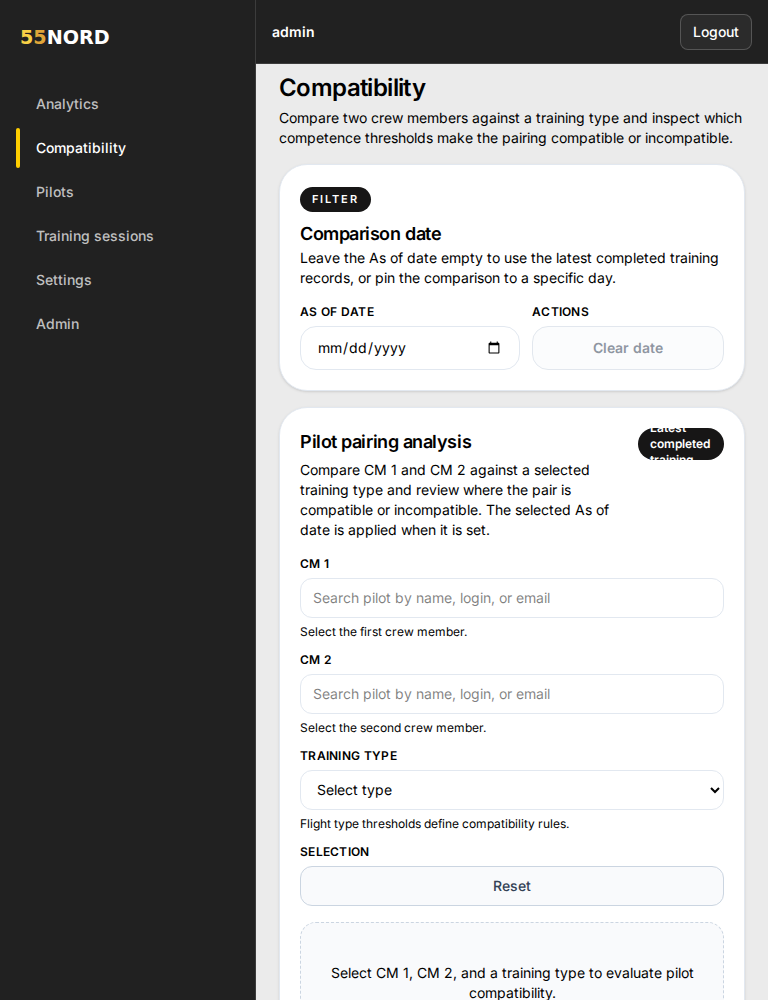 55NORD
admin
Logout
Analytics
Compatibility
Pilots
Training sessions
Settings
Admin
Compatibility
Compare two crew members against a training type and inspect which
competence thresholds make the pairing compatible or incompatible.
FILTER
Comparison date
Leave the As of date empty to use the latest completed training
records, or pin the comparison to a specific day.
AS OF DATE
ACTIONS
mm/dd/yyyy
Clear date
Pilot pairing analysis
Latest
completed
training
Compare CM 1 and CM 2 against a selected
training type and review where the pair is
compatible or incompatible. The selected As of
date is applied when it is set.
CM 1
Search pilot by name, login, or email
Select the first crew member.
CM 2
Search pilot by name, login, or email
Select the second crew member.
TRAINING TYPE
Select type
Flight type thresholds define compatibility rules.
SELECTION
Reset
Select CM 1, CM 2, and a training type to evaluate pilot
compatibility.